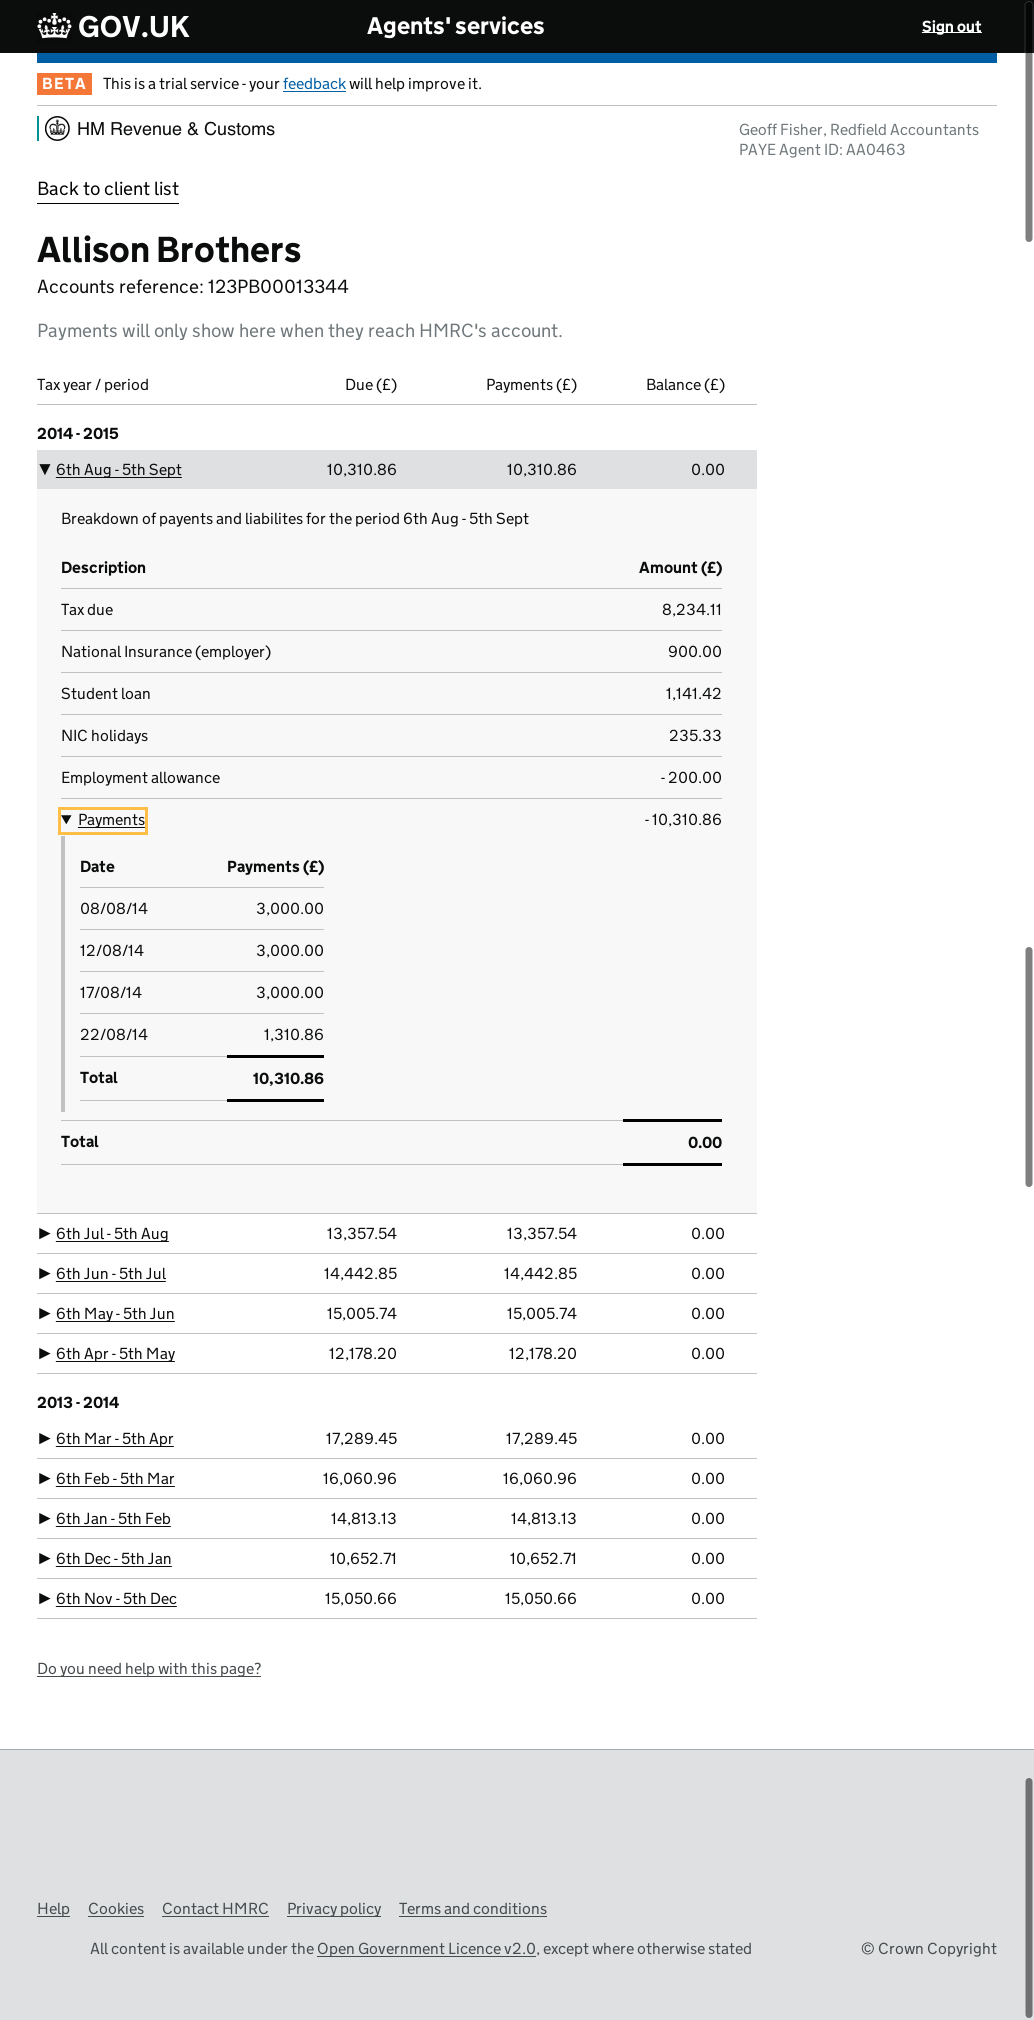 GOV.UK Agents' services Sign out
BETA This is a trial service - your feedback will help improve it.
HM Revenue & Customs
Geoff Fisher, Redfield Accountants
PAYE Agent ID: AA0463
Back to client list
Allison Brothers
Accounts reference: 123PB00013344
Payments will only show here when they reach HMRC's account.
Tax year / period Due (£) Payments (£) Balance (£)
2014 - 2015
▼ 6th Aug - 5th Sept 10,310.86 10,310.86 0.00
Breakdown of payents and liabilites for the period 6th Aug - 5th Sept
Description Amount (£)
Tax due 8,234.11
National Insurance (employer) 900.00
Student loan 1,141.42
NIC holidays 235.33
Employment allowance - 200.00
▼ Payments - 10,310.86
Date Payments (£)
08/08/14 3,000.00
12/08/14 3,000.00
17/08/14 3,000.00
22/08/14 1,310.86
Total 10,310.86
Total 0.00
▶ 6th Jul - 5th Aug 13,357.54 13,357.54 0.00
▶ 6th Jun - 5th Jul 14,442.85 14,442.85 0.00
▶ 6th May - 5th Jun 15,005.74 15,005.74 0.00
▶ 6th Apr - 5th May 12,178.20 12,178.20 0.00
2013 - 2014
▶ 6th Mar - 5th Apr 17,289.45 17,289.45 0.00
▶ 6th Feb - 5th Mar 16,060.96 16,060.96 0.00
▶ 6th Jan - 5th Feb 14,813.13 14,813.13 0.00
▶ 6th Dec - 5th Jan 10,652.71 10,652.71 0.00
▶ 6th Nov - 5th Dec 15,050.66 15,050.66 0.00
Do you need help with this page?
Help Cookies Contact HMRC Privacy policy Terms and conditions
All content is available under the Open Government Licence v2.0, except where otherwise stated © Crown Copyright